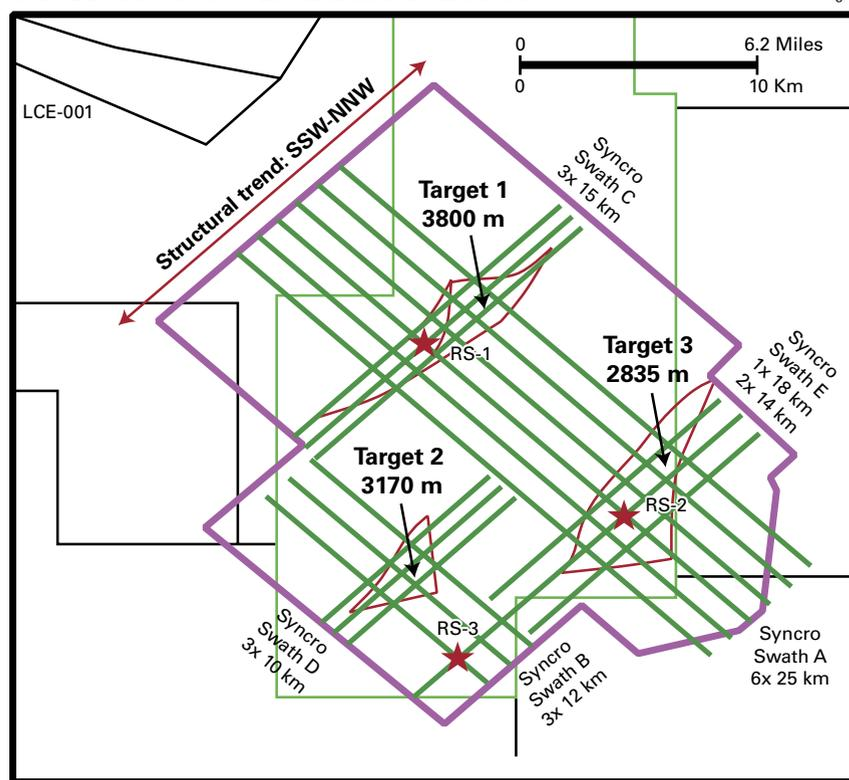 0 6.2 Miles
0 10 Km
LCE-001
Structural trend: SSW-NNW
Syncro
Swath C
3x 15 km
Target 1
3800 m
RS-1
Target 3
2835 m
Syncro
Swath E
1x 18 km
2x 14 km
Target 2
3170 m
RS-2
RS-3
Syncro
Swath D
3x 10 km
Syncro
Swath B
3x 12 km
Syncro
Swath A
6x 25 km